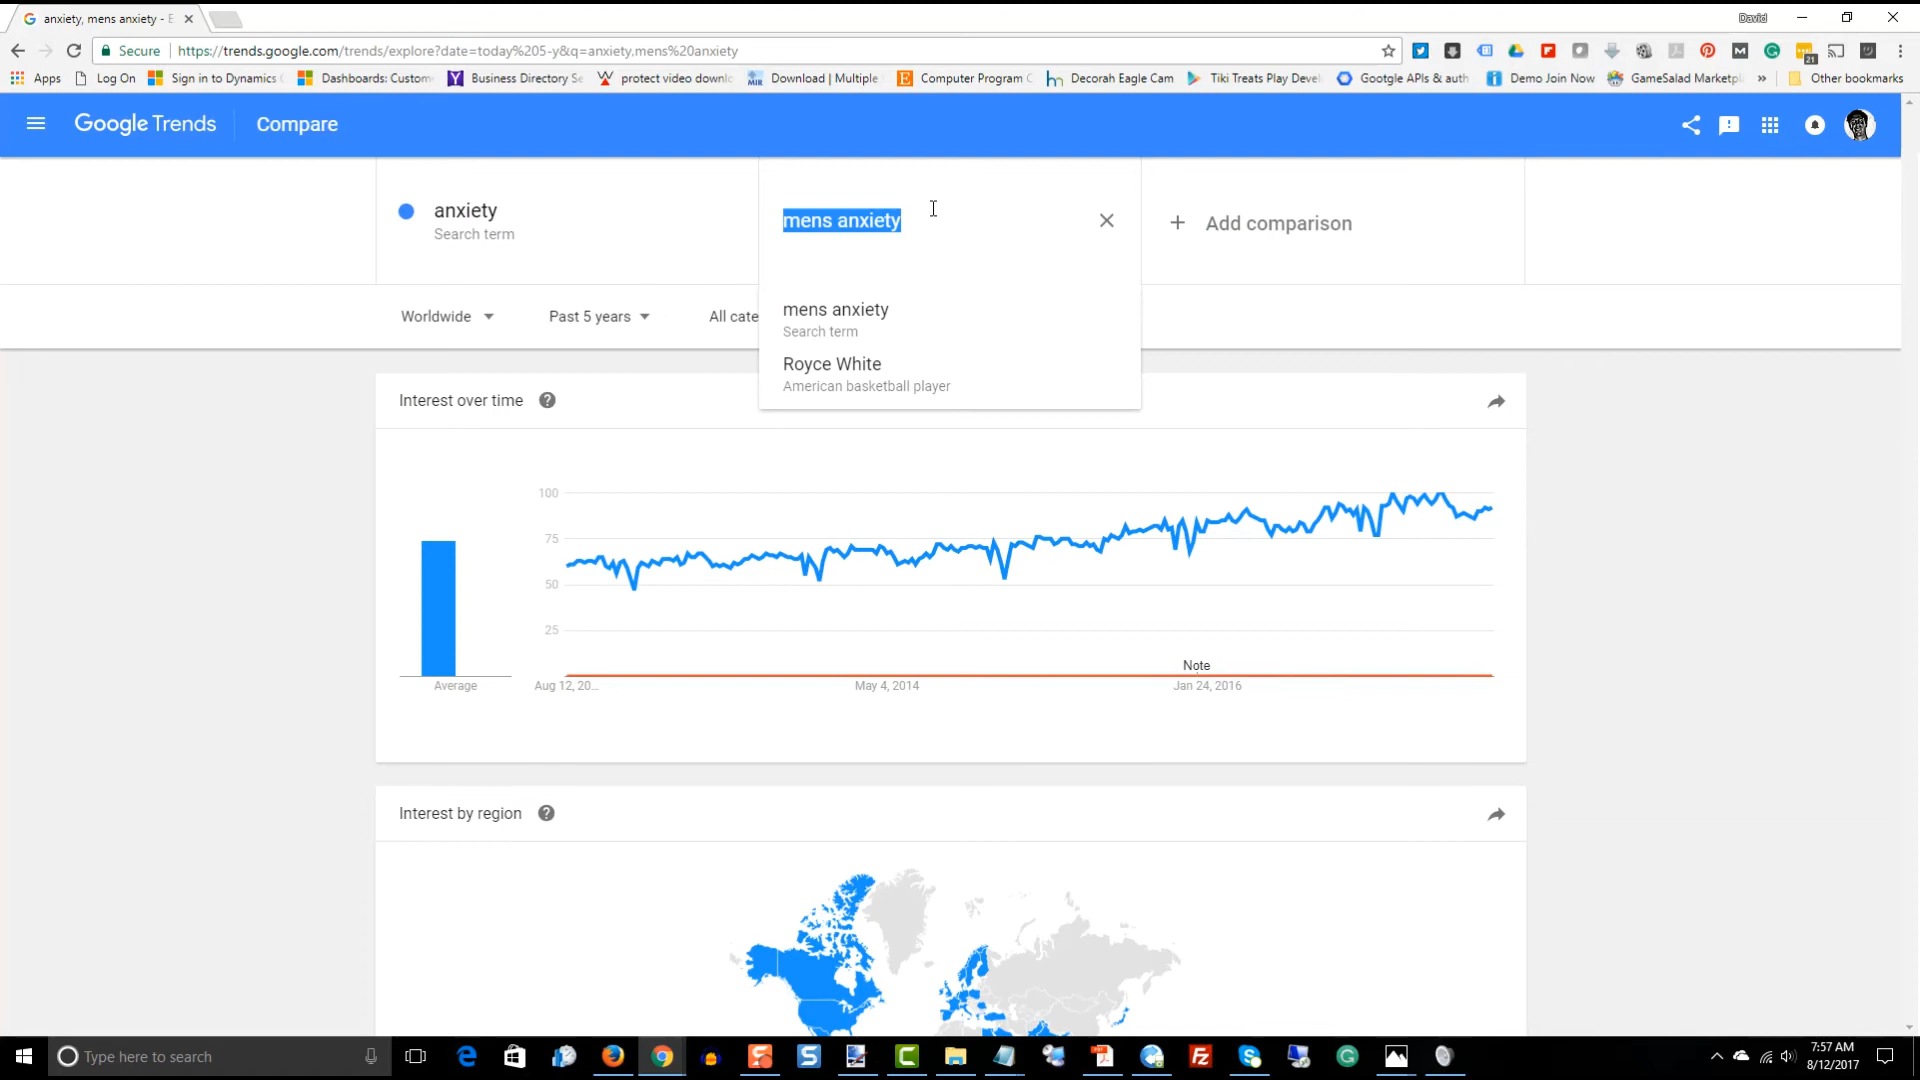 anxiety, mens anxiety - E
David
Secure
https://trends.google.com/trends/explore?date=today%205-y&q=anxiety,mens%20anxiety
21
Apps
Log On
Sign in to Dynamics
Dashboards: Custom
Business Directory Se
protect video downlo
Download | Multiple
Computer Program C
Decorah Eagle Cam
Tiki Treats Play Devel
Gootgle APIs & auth
Demo Join Now
GameSalad Marketpl
»
Other bookmarks
Google Trends
Compare
anxiety
Search term
mens anxiety
+ Add comparison
mens anxiety
Search term
Royce White
American basketball player
Worldwide
Past 5 years
All cate
Interest over time
100
75
50
25
Note
Average
Aug 12, 20...
May 4, 2014
Jan 24, 2016
Interest by region
Type here to search
7:57 AM
8/12/2017